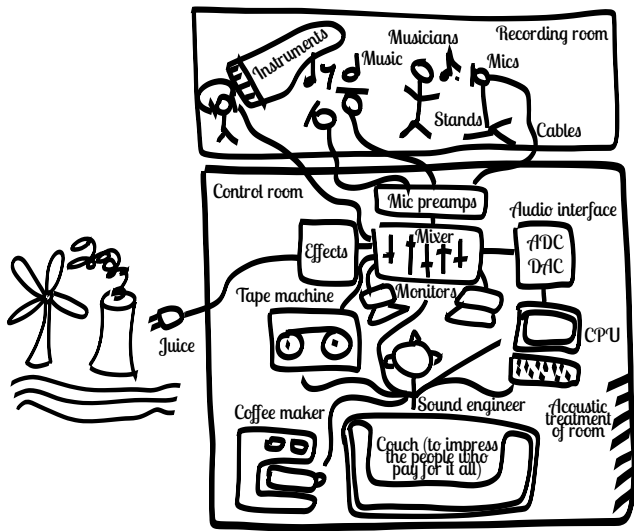 Recording room
Musicians
Instruments
Music
Mics
Stands
Cables
Control room
Mic preamps
Audio interface
Mixer
Effects
ADC
DAC
Tape machine
Monitors
Juice
CPU
Coffee maker
Sound engineer
Acoustic
treatment
of room
Couch (to impress
the people who
pay for it all)